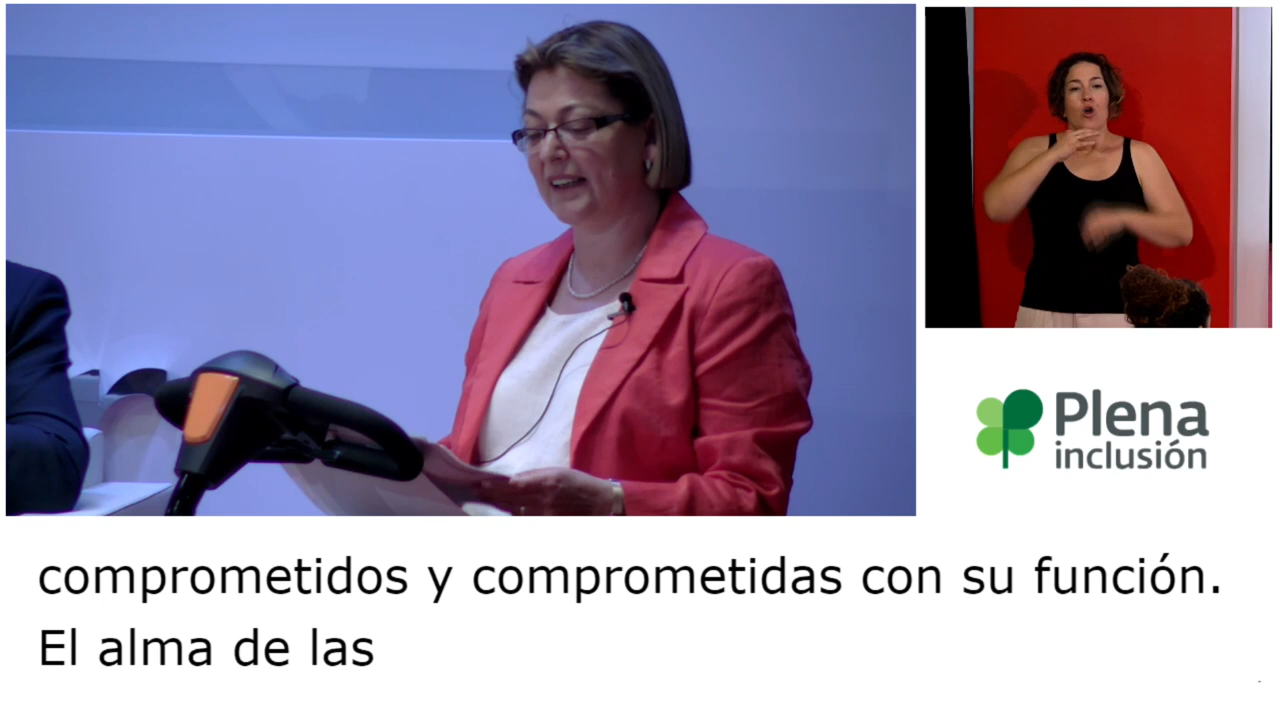 Plena
inclusión
comprometidos y comprometidas con su función.
El alma de las